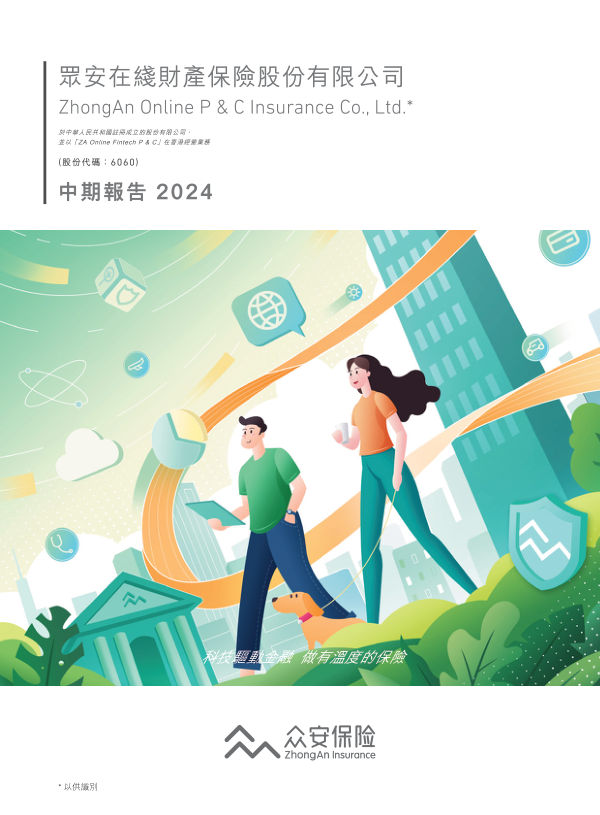 眾安在綫財產保險股份有限公司
ZhongAn Online P & C Insurance Co., Ltd.*
於中華人民共和國註冊成立的股份有限公司，
並以「ZA Online Fintech P & C」在香港經營業務
(股份代碼：6060)
中期報告 2024
科技驅動金融 做有溫度的保險
众安保险
ZhongAn Insurance
* 以供識別